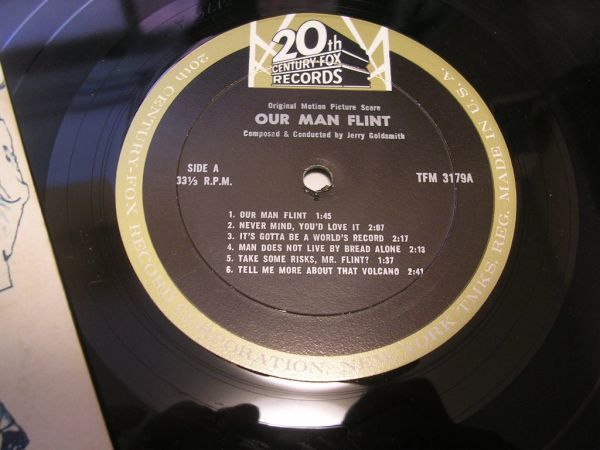 20th
CENTURY-FOX
RECORDS
Original Motion Picture Score
OUR MAN FLINT
Composed & Conducted by Jerry Goldsmith
SIDE A
33⅓ R.P.M.
TFM 3179A
1. OUR MAN FLINT 1:45
2. NEVER MIND, YOU'D LOVE IT 2:07
3. IT'S GOTTA BE A WORLD'S RECORD 2:17
4. MAN DOES NOT LIVE BY BREAD ALONE 2:13
5. TAKE SOME RISKS, MR. FLINT? 1:37
6. TELL ME MORE ABOUT THAT VOLCANO 2:41
20th CENTURY-FOX RECORD CORPORATION, NEW YORK TMKS. REG. MADE IN U.S.A.